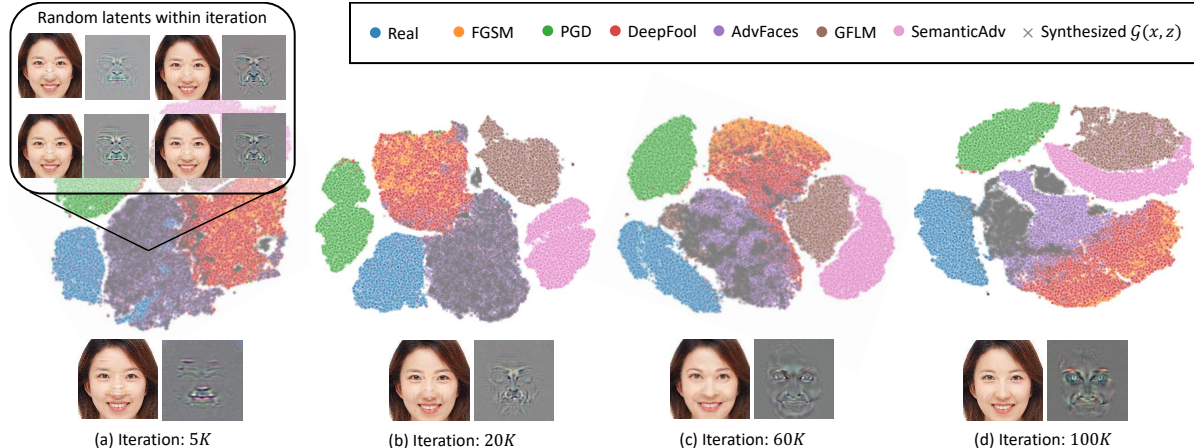 Random latents within iteration
Real FGSM PGD DeepFool AdvFaces GFLM SemanticAdv × Synthesized 𝒢(x, z)
(a) Iteration: 5K (b) Iteration: 20K (c) Iteration: 60K (d) Iteration: 100K